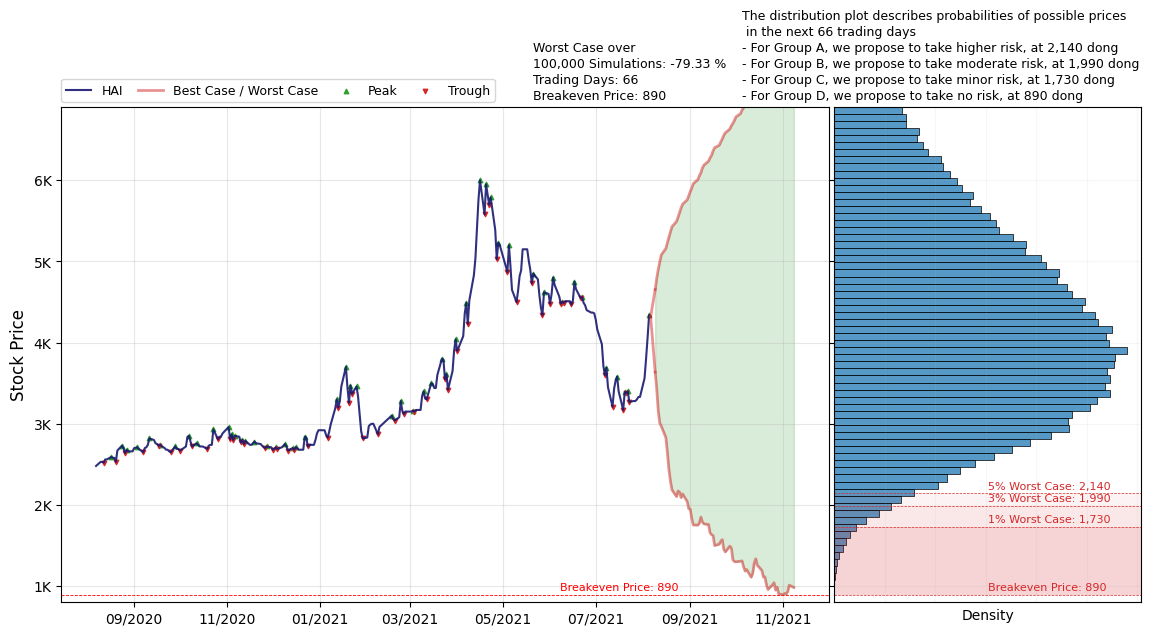 The distribution plot describes probabilities of possible prices
in the next 66 trading days
- For Group A, we propose to take higher risk, at 2,140 dong
- For Group B, we propose to take moderate risk, at 1,990 dong
- For Group C, we propose to take minor risk, at 1,730 dong
- For Group D, we propose to take no risk, at 890 dong
Worst Case over
100,000 Simulations: -79.33 %
Trading Days: 66
Breakeven Price: 890
HAI
Best Case / Worst Case
Peak
Trough
Stock Price
6K
5K
4K
3K
2K
1K
Breakeven Price: 890
09/2020
11/2020
01/2021
03/2021
05/2021
07/2021
09/2021
11/2021
5% Worst Case: 2,140
3% Worst Case: 1,990
1% Worst Case: 1,730
Breakeven Price: 890
Density